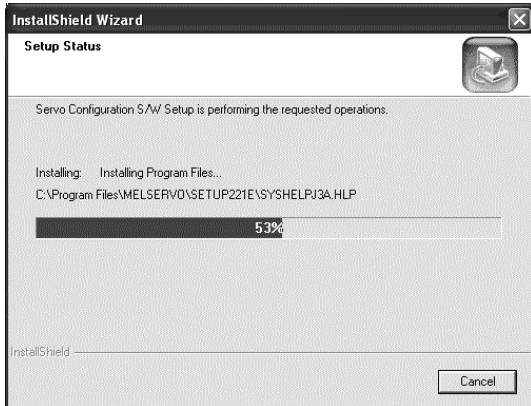 InstallShield Wizard
Setup Status
Servo Configuration S/W Setup is performing the requested operations.
Installing: Installing Program Files...
C:\Program Files\MELSERVO\SETUP221E\SYSHELPJ3A.HLP
53%
InstallShield
Cancel